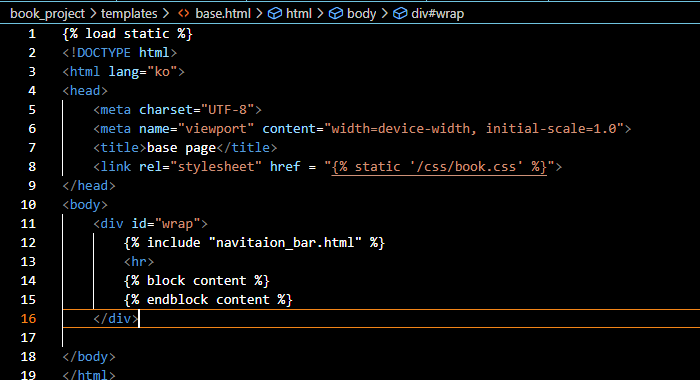 book_project > templates > <> base.html > html > body > div#wrap
1 {% load static %}
2 <!DOCTYPE html>
3 <html lang="ko">
4 <head>
5 <meta charset="UTF-8">
6 <meta name="viewport" content="width=device-width, initial-scale=1.0">
7 <title>base page</title>
8 <link rel="stylesheet" href = "{% static '/css/book.css' %}">
9 </head>
10 <body>
11 <div id="wrap">
12 {% include "navitaion_bar.html" %}
13 <hr>
14 {% block content %}
15 {% endblock content %}
16 </div>
17
18 </body>
19 </html>